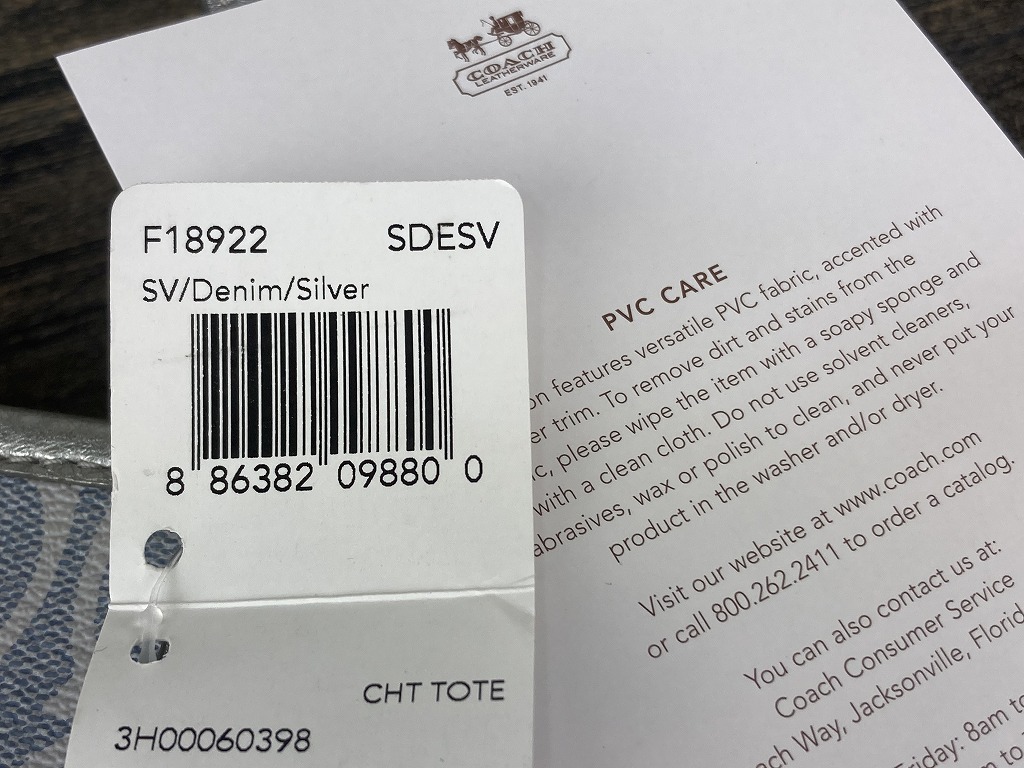 COACH
LEATHERWARE
EST. 1941
F18922 SDESV
SV/Denim/Silver
8 86382 09880 0
CHT TOTE
3H00060398
PVC CARE
features versatile PVC fabric, accented with
trim. To remove dirt and stains from the
please wipe the item with a soapy sponge and
with a clean cloth. Do not use solvent cleaners,
abrasives, wax or polish to clean, and never put your
product in the washer and/or dryer.
Visit our website at www.coach.com
or call 800.262.2411 to order a catalog.
You can also contact us at:
Coach Consumer Service
Way, Jacksonville,
8am